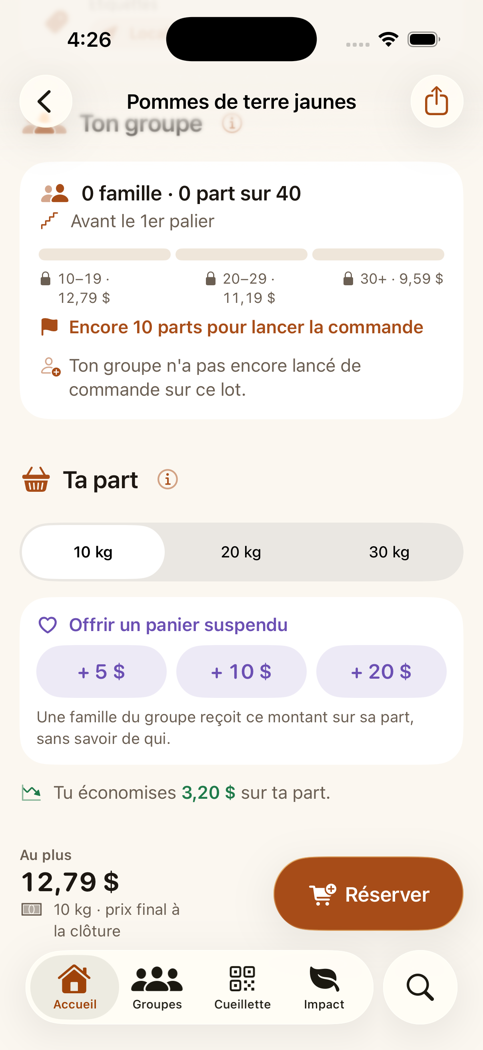 4:26
Pommes de terre jaunes
Ton groupe
0 famille · 0 part sur 40
Avant le 1er palier
10–19 ·
12,79 $
20–29 ·
11,19 $
30+ · 9,59 $
Encore 10 parts pour lancer la commande
Ton groupe n'a pas encore lancé de
commande sur ce lot.
Ta part
10 kg
20 kg
30 kg
Offrir un panier suspendu
+ 5 $
+ 10 $
+ 20 $
Une famille du groupe reçoit ce montant sur sa part,
sans savoir de qui.
Tu économises 3,20 $ sur ta part.
Au plus
12,79 $
10 kg · prix final à
la clôture
Réserver
Accueil
Groupes
Cueillette
Impact